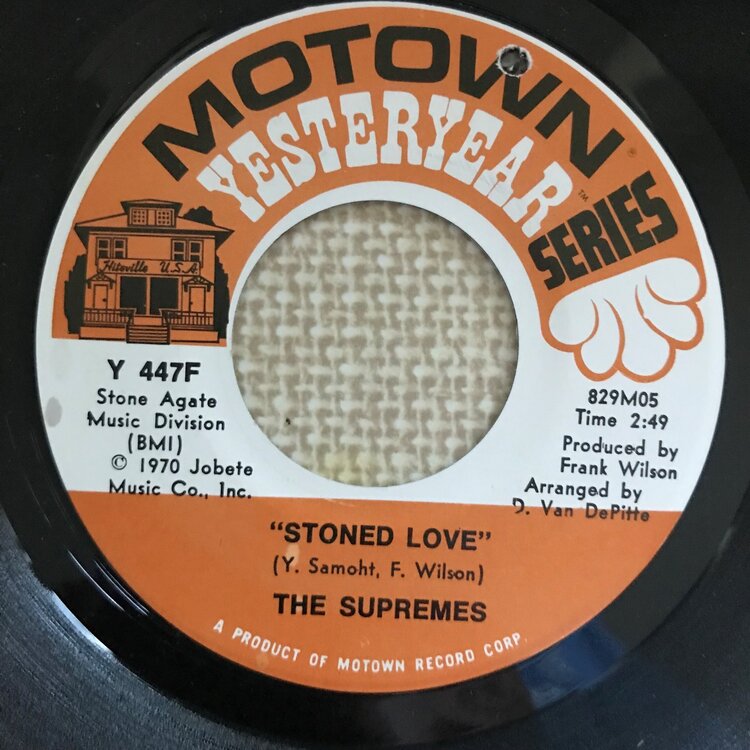 MOTOWN®
YESTERYEAR™
SERIES
Hitsville U.S.A.
Y 447F
Stone Agate
Music Division
(BMI)
© 1970 Jobete
Music Co., Inc.
829M05
Time 2:49
Produced by
Frank Wilson
Arranged by
D. Van DePitte
"STONED LOVE"
(Y. Samoht, F. Wilson)
THE SUPREMES
A PRODUCT OF MOTOWN RECORD CORP.